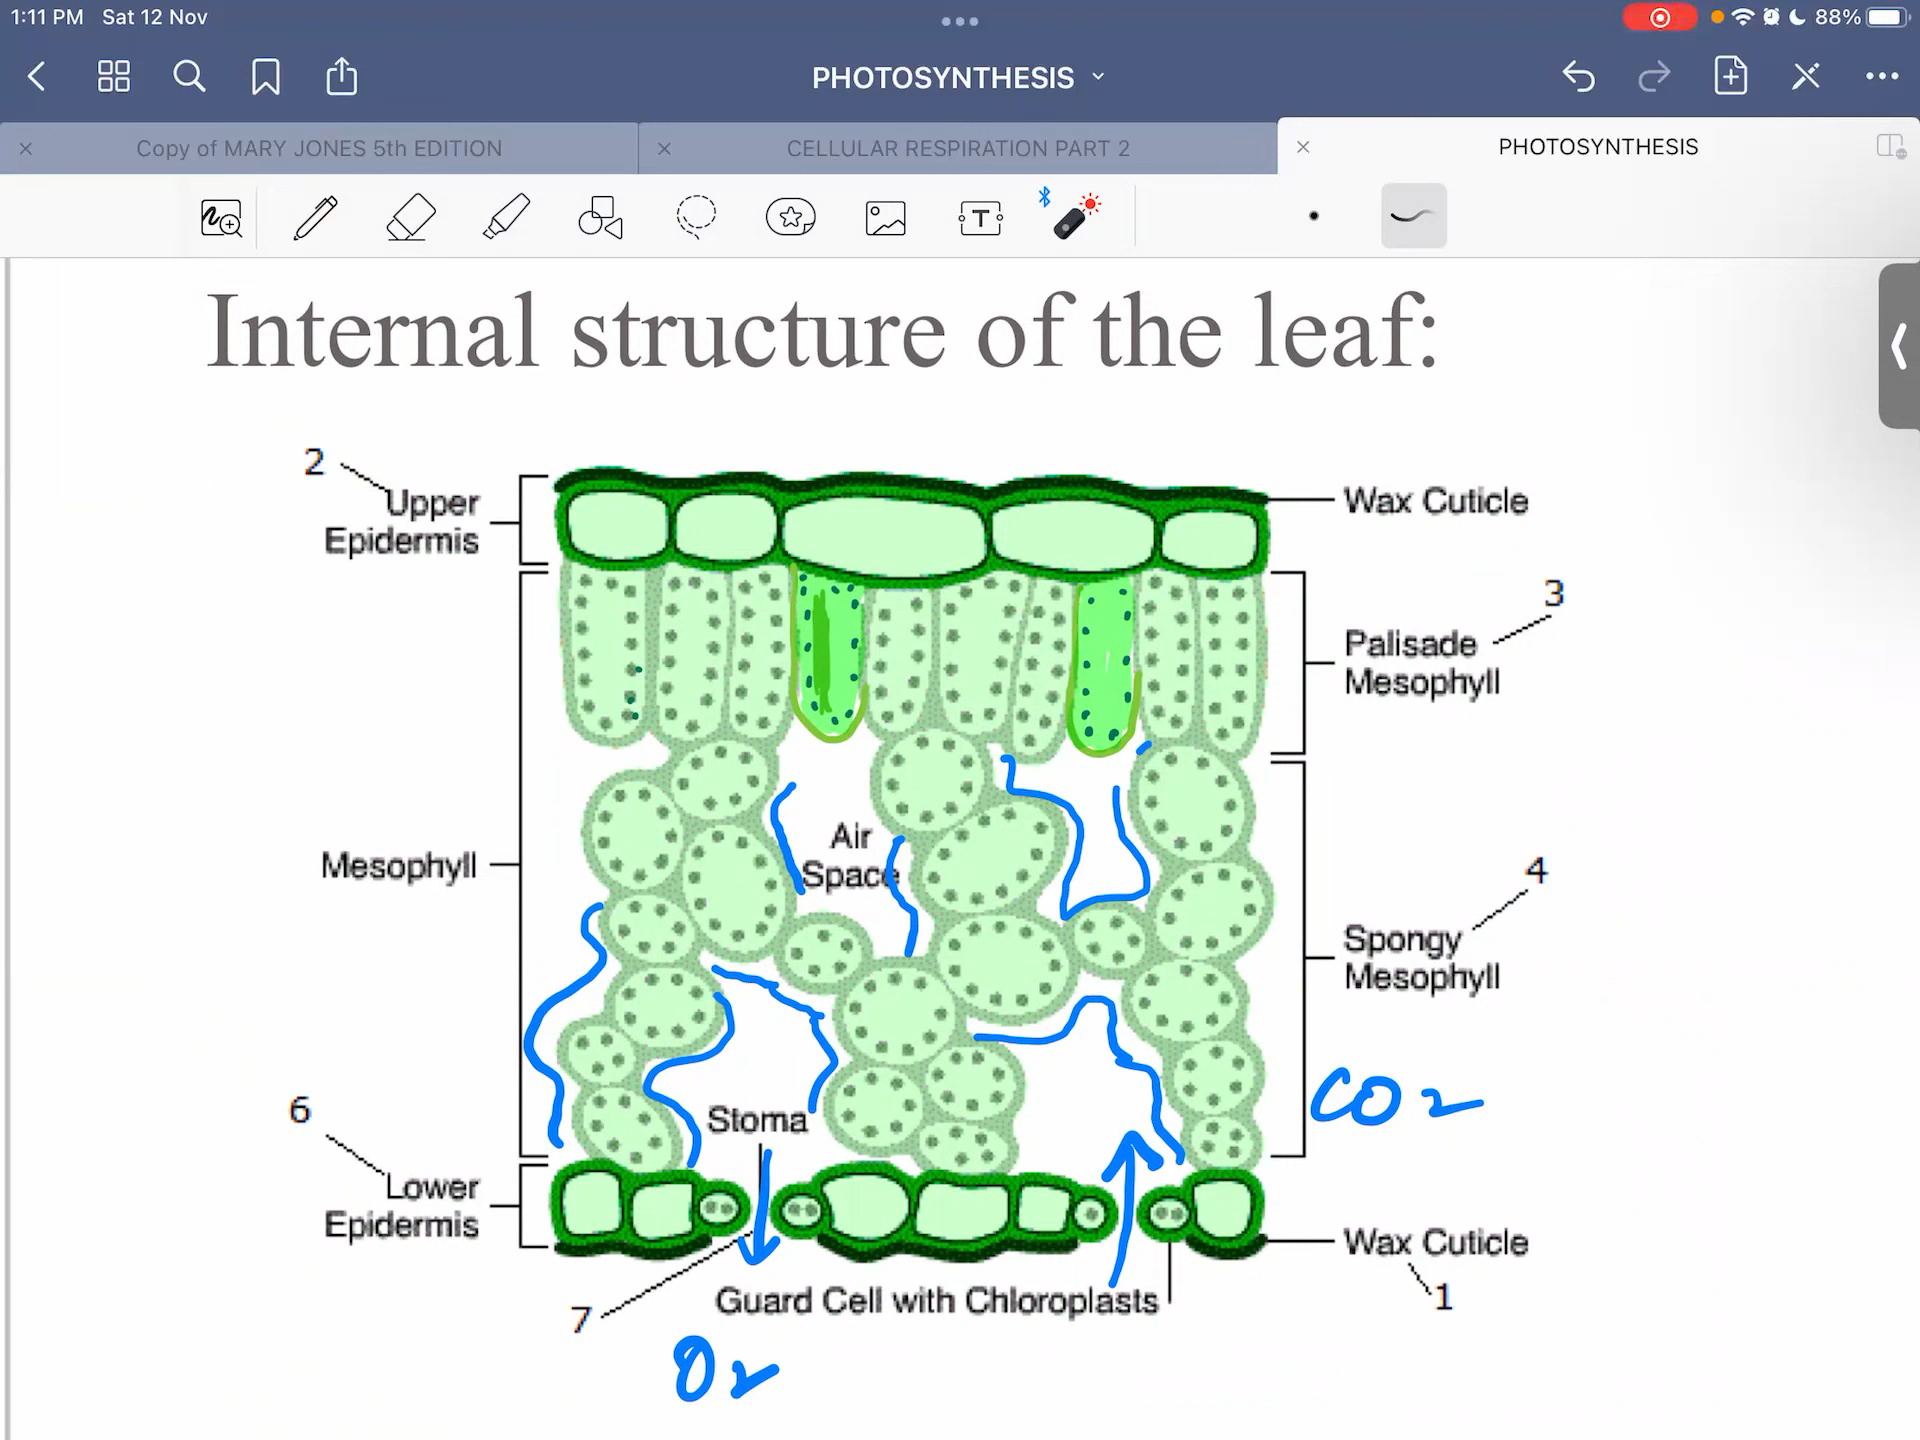 1:11 PM Sat 12 Nov
88%
PHOTOSYNTHESIS
Copy of MARY JONES 5th EDITION
CELLULAR RESPIRATION PART 2
PHOTOSYNTHESIS
T
Internal structure of the leaf:
2
Upper
Epidermis
Wax Cuticle
3
Palisade
Mesophyll
Air
Space
Mesophyll
4
Spongy
Mesophyll
CO2
6
Stoma
Lower
Epidermis
Wax Cuticle
1
7
Guard Cell with Chloroplasts
O2